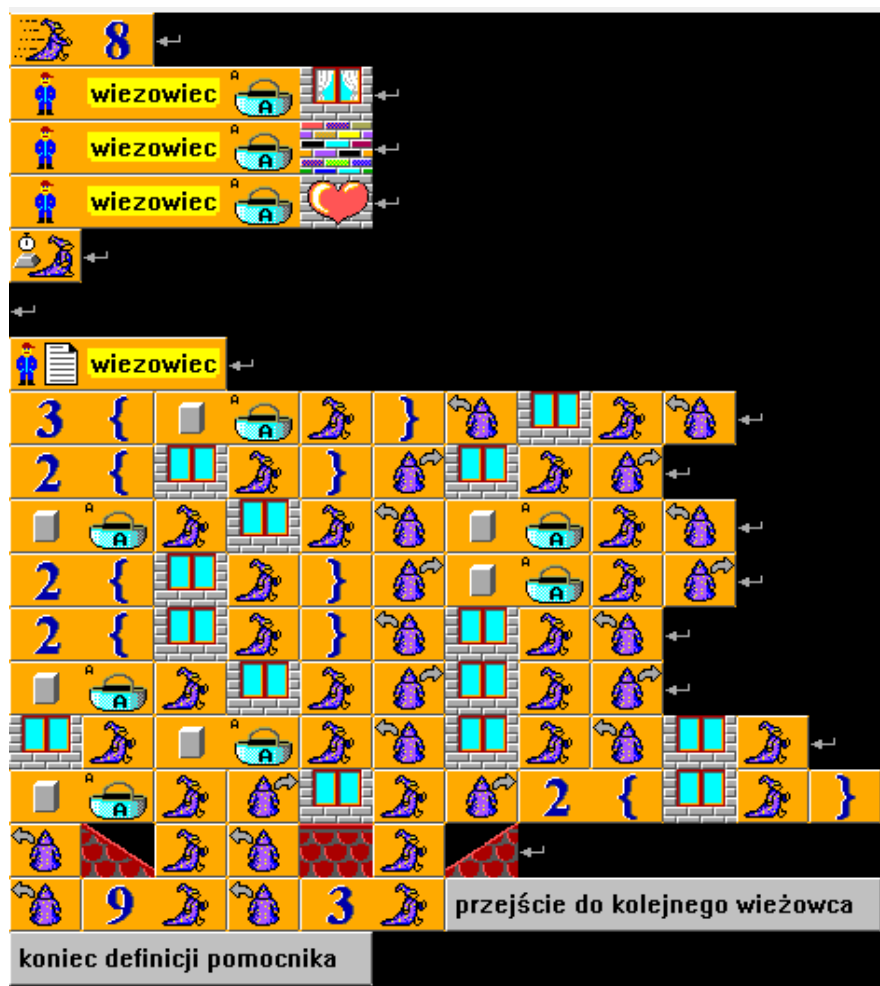 8
wiezowiec A A
wiezowiec A A
wiezowiec A A
wiezowiec
3 { A A }
2 { }
A A A A
2 { } A A
2 { }
A A
A A
A A 2 { }
9 3 przejście do kolejnego wieżowca
koniec definicji pomocnika